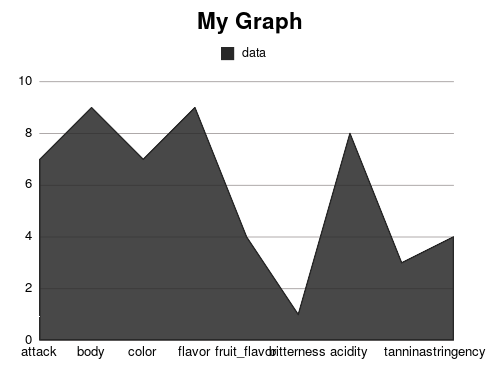 My Graph
data
10
8
6
4
2
0
attack body color flavor fruit_flavor bitterness acidity tannin astringency